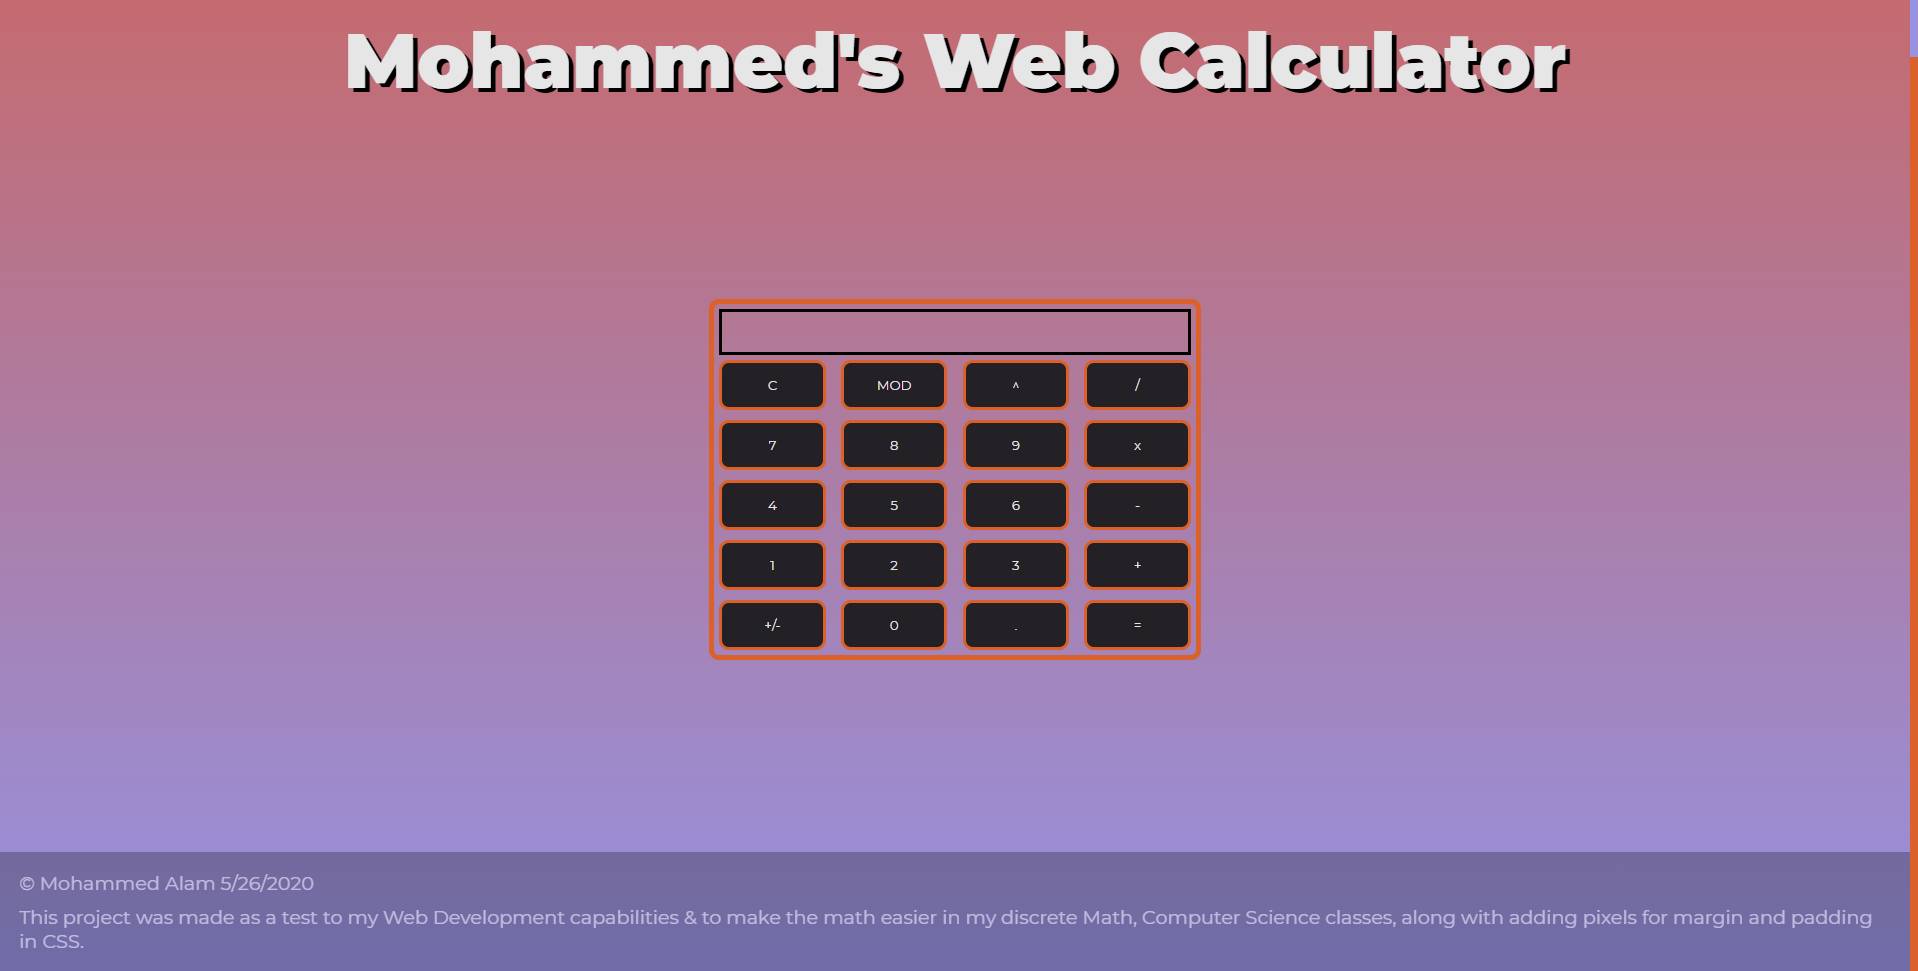 Mohammed's Web Calculator
C MOD ^ /
7 8 9 x
4 5 6 -
1 2 3 +
+/- 0 . =
© Mohammed Alam 5/26/2020
This project was made as a test to my Web Development capabilities & to make the math easier in my discrete Math, Computer Science classes, along with adding pixels for margin and padding
in CSS.